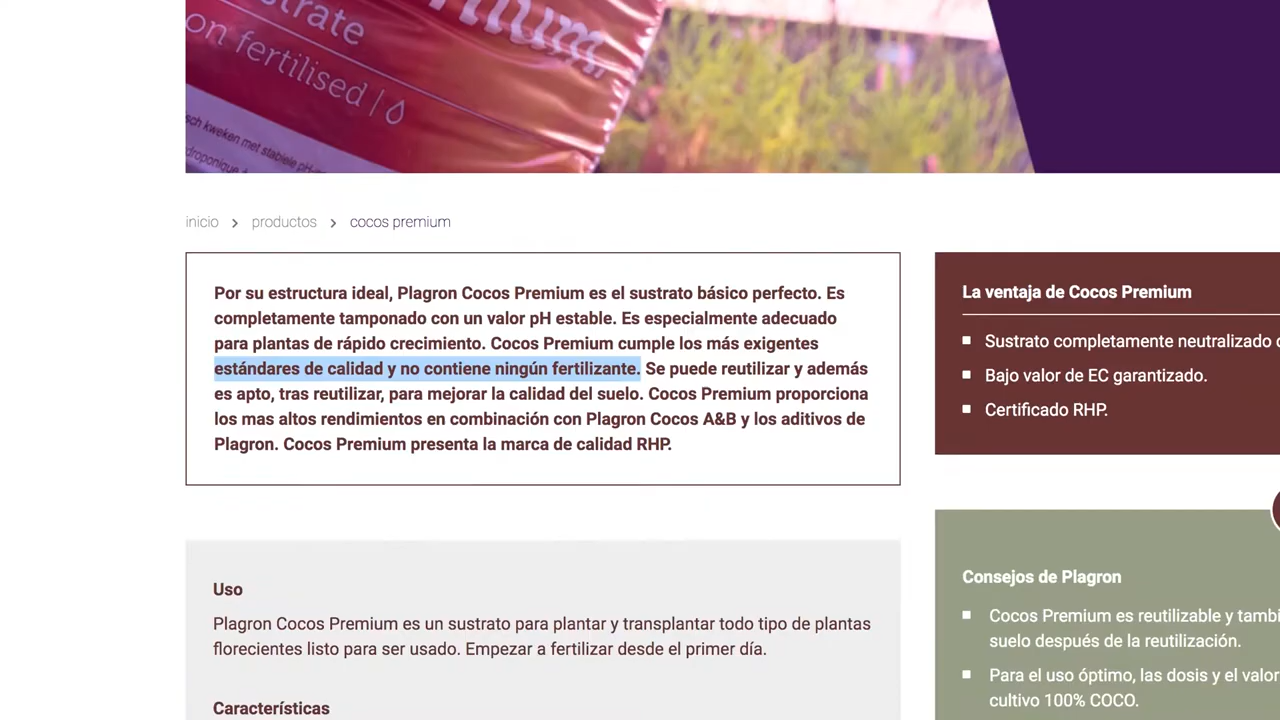 strate
on fertilised
sch kweken met stabiele pH-
inicio > productos > cocos premium
Por su estructura ideal, Plagron Cocos Premium es el sustrato básico perfecto. Es
completamente tamponado con un valor pH estable. Es especialmente adecuado
para plantas de rápido crecimiento. Cocos Premium cumple los más exigentes
estándares de calidad y no contiene ningún fertilizante. Se puede reutilizar y además
es apto, tras reutilizar, para mejorar la calidad del suelo. Cocos Premium proporciona
los mas altos rendimientos en combinación con Plagron Cocos A&B y los aditivos de
Plagron. Cocos Premium presenta la marca de calidad RHP.
La ventaja de Cocos Premium
Sustrato completamente neutralizado
Bajo valor de EC garantizado.
Certificado RHP.
Uso
Plagron Cocos Premium es un sustrato para plantar y transplantar todo tipo de plantas
florecientes listo para ser usado. Empezar a fertilizar desde el primer día.
Características
Consejos de Plagron
Cocos Premium es reutilizable y tambi
suelo después de la reutilización.
Para el uso óptimo, las dosis y el valor
cultivo 100% COCO.